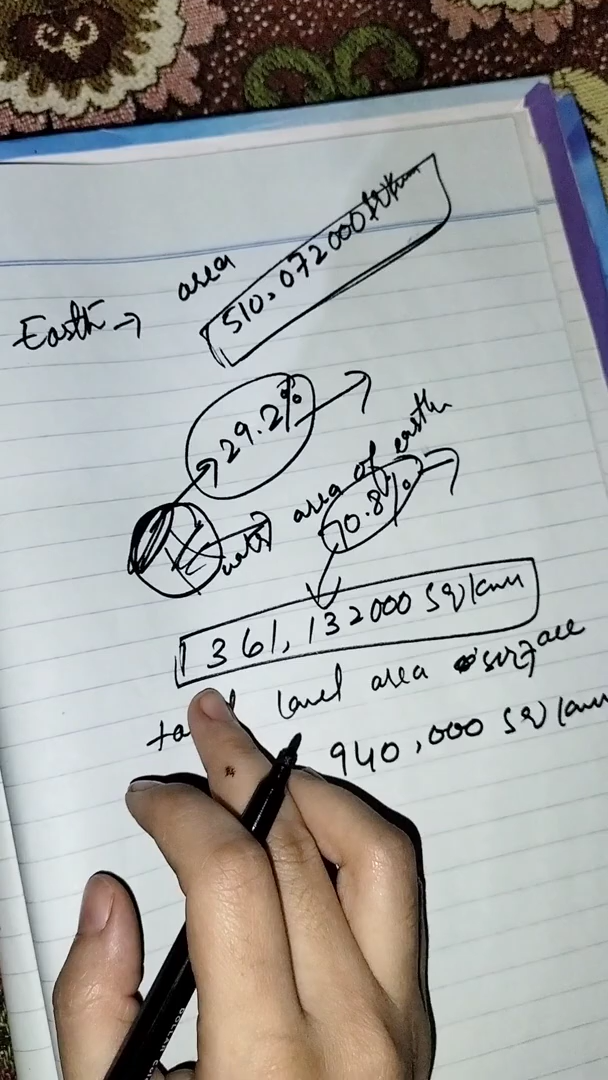 Earth → area 510,072000 sqkm
29.2%
area of earth
70.8%
361,132000 sq km
land area surface
940,000 sq km